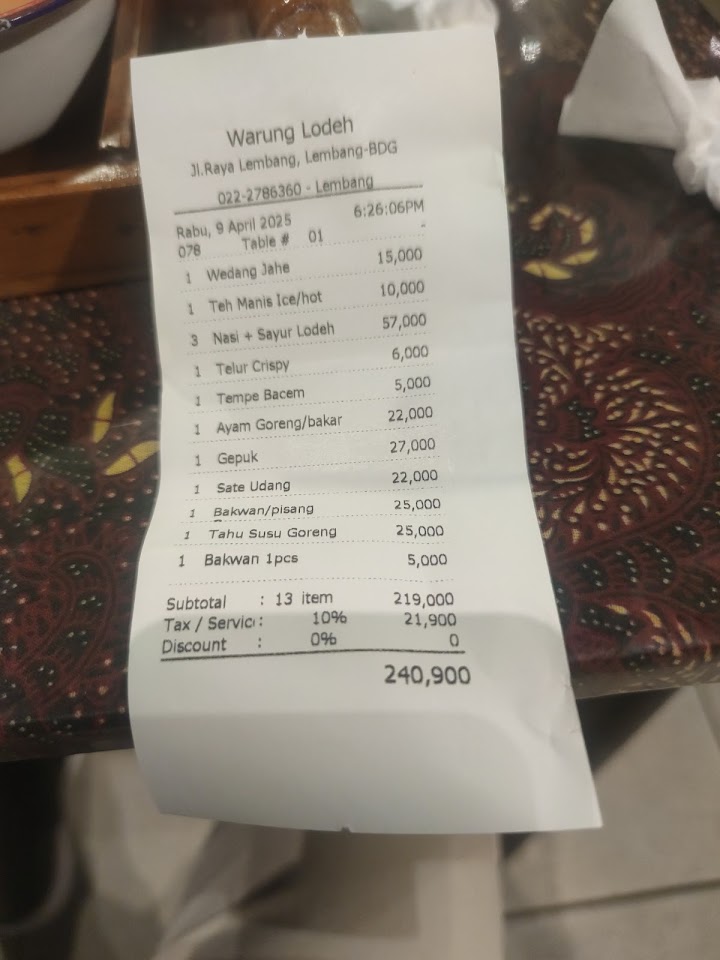 Warung Lodeh
Jl.Raya Lembang, Lembang-BDG
022-2786360 - Lembang
Rabu, 9 April 2025 6:26:06PM
078 Table # 01 -
1 Wedang Jahe 15,000
1 Teh Manis Ice/hot 10,000
3 Nasi + Sayur Lodeh 57,000
1 Telur Crispy 6,000
1 Tempe Bacem 5,000
1 Ayam Goreng/bakar 22,000
1 Gepuk 27,000
1 Sate Udang 22,000
1 Bakwan/pisang 25,000
1 Tahu Susu Goreng 25,000
1 Bakwan 1pcs 5,000
Subtotal : 13 item 219,000
Tax / Servic : 10% 21,900
Discount : 0% 0
240,900